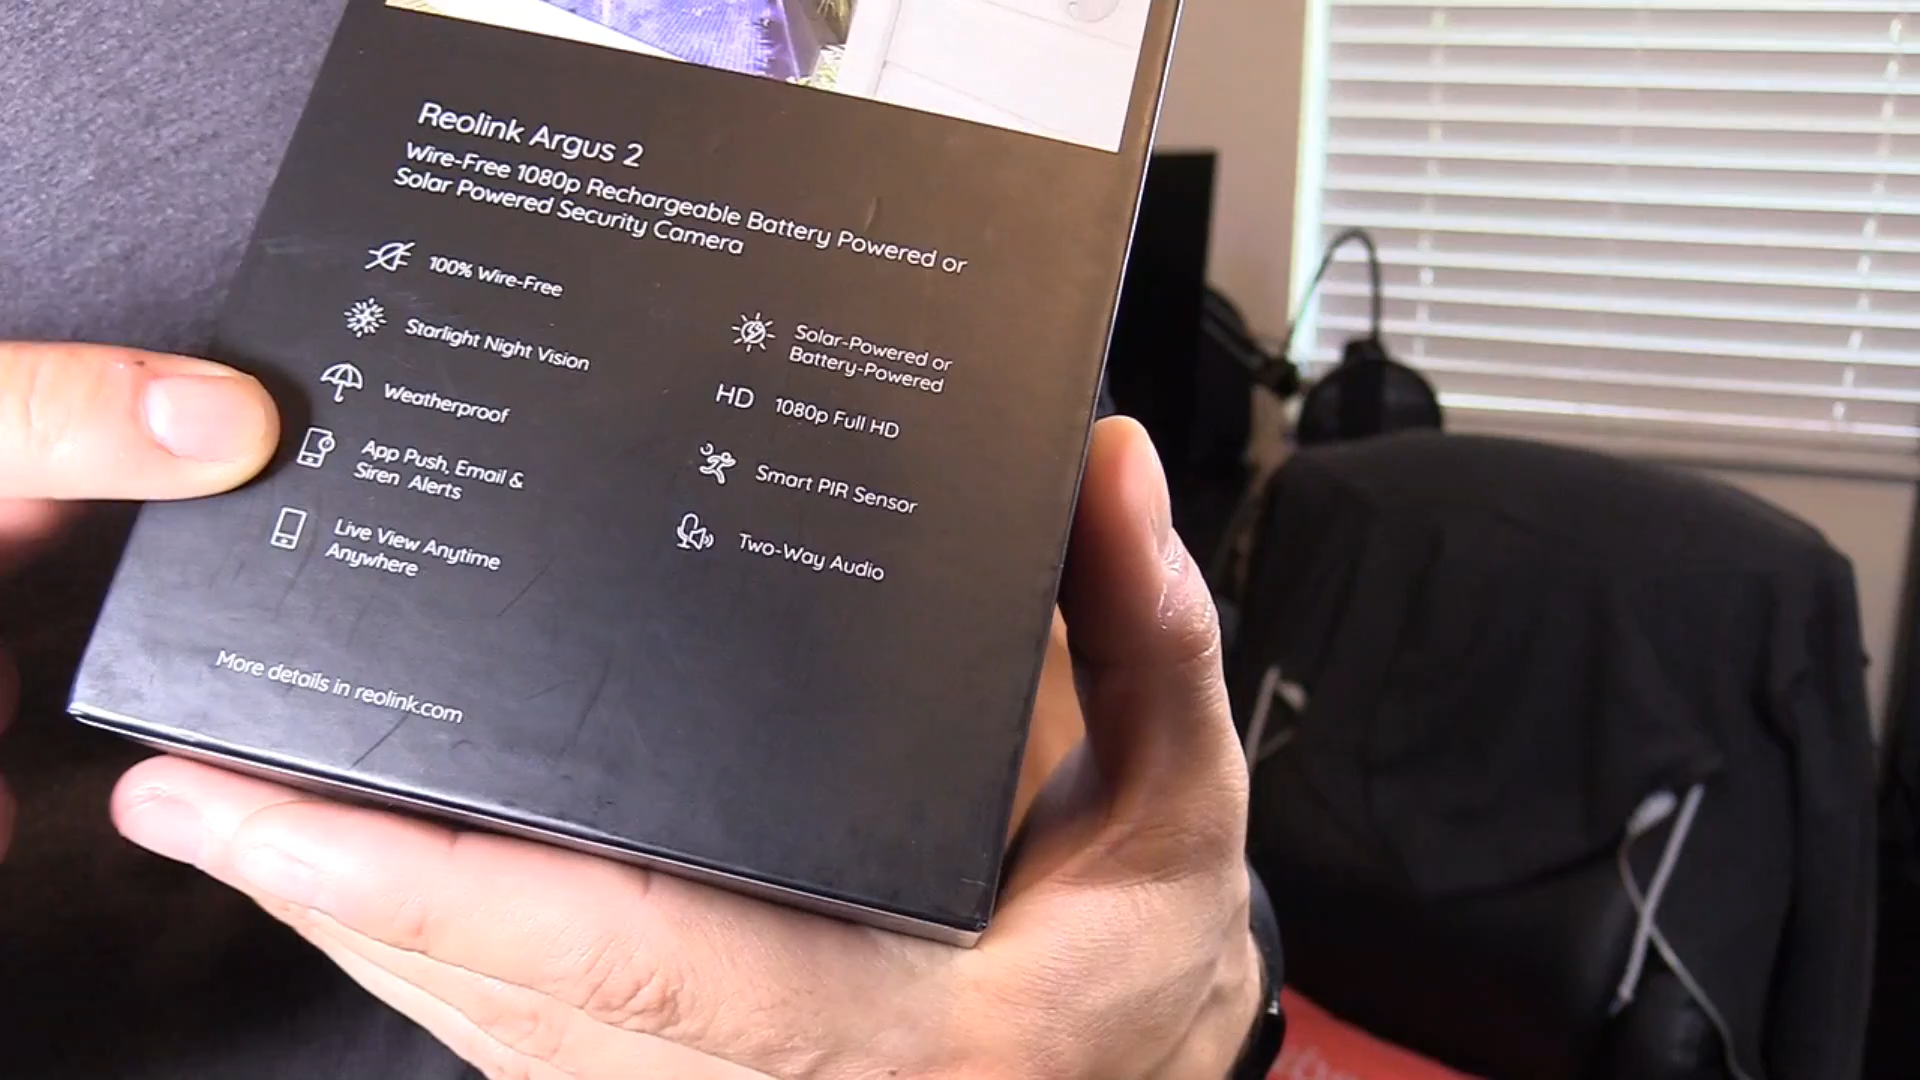 Reolink Argus 2
Wire-Free 1080p Rechargeable Battery Powered or
Solar Powered Security Camera
100% Wire-Free
Starlight Night Vision
Weatherproof
App Push, Email &
Siren Alerts
Live View Anytime
Anywhere
Solar-Powered or
Battery-Powered
HD 1080p Full HD
Smart PIR Sensor
Two-Way Audio
More details in reolink.com